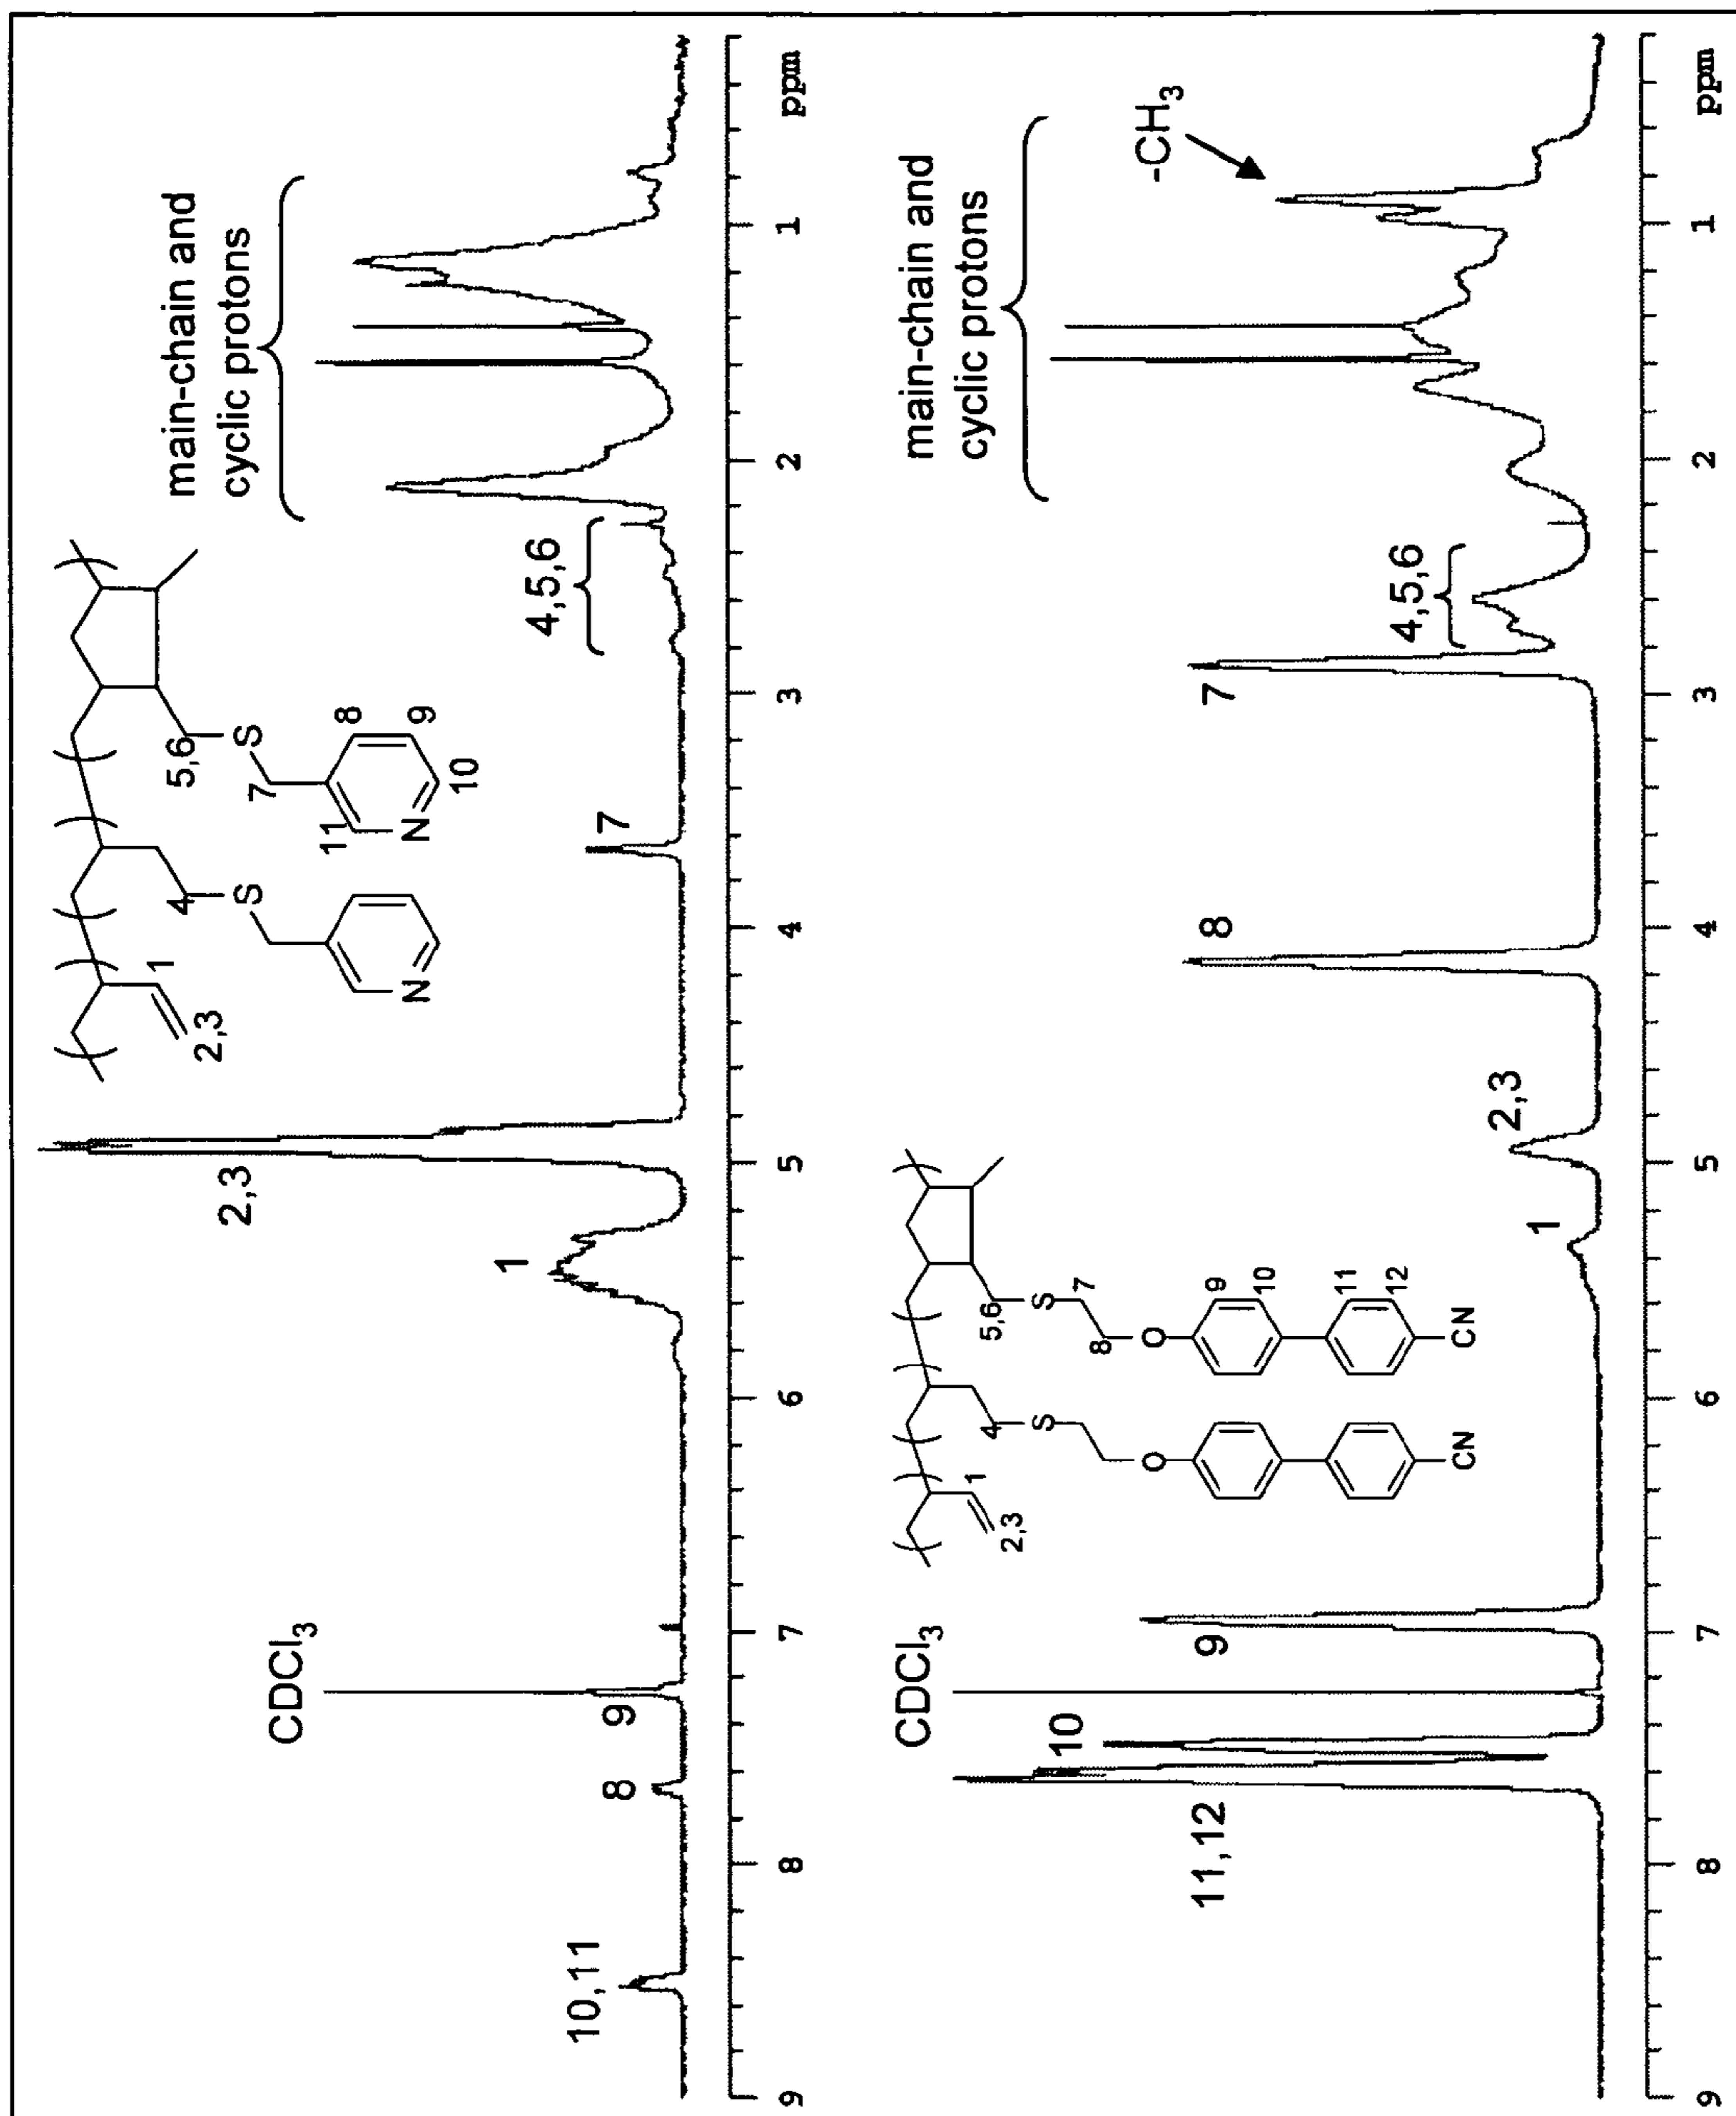 main-chain and
cyclic protons
4,5,6
5,6
S
7
8
9
10
11
N
4
S
N
1
2,3
7
2,3
1
CDCl3
9
8
10,11
9 8 7 6 5 4 3 2 1 ppm
main-chain and
cyclic protons
-CH3
4,5,6
7
8
2,3
1
5,6
S
7
8
O
9
10
11
12
CN
4
S
O
CN
1
2,3
CDCl3
9
10
11,12
9 8 7 6 5 4 3 2 1 ppm